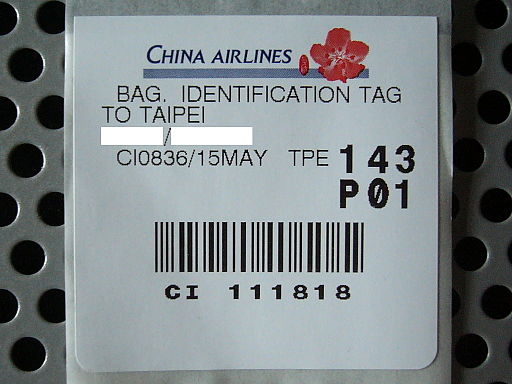 CHINA AIRLINES
BAG. IDENTIFICATION TAG
TO TAIPEI
/
CI0836/15MAY TPE 143
P01
CI 111818